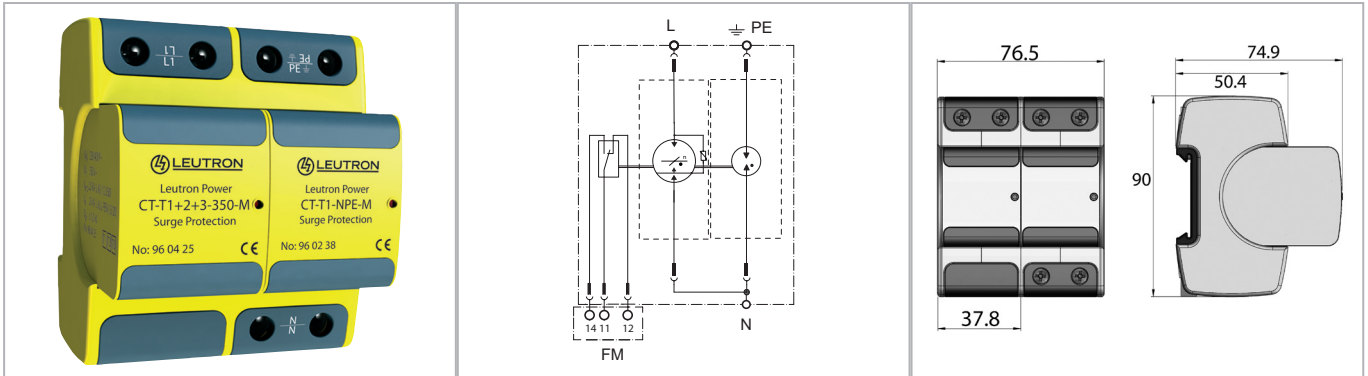 L1
L1
PE
PE
LEUTRON
Leutron Power
CT-T1+2+3-350-M
Surge Protection
No: 96 04 25
CE
LEUTRON
Leutron Power
CT-T1-NPE-M
Surge Protection
No: 96 02 38
CE
N
N
L
PE
14 11 12
FM
N
76.5
37.8
74.9
50.4
90